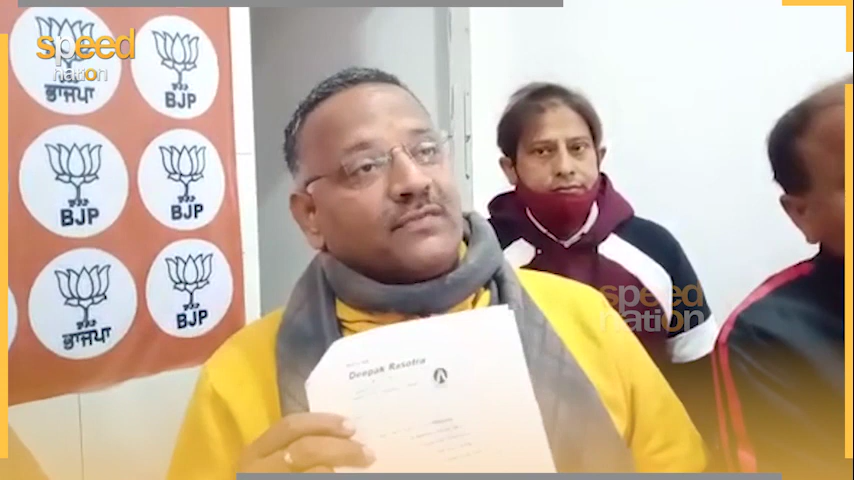 speed
nation
ਭਾਜਪਾ
BJP
BJP
BJP
ਭਾਜਪਾ
BJP
speed
nation
Deepak Rasotra